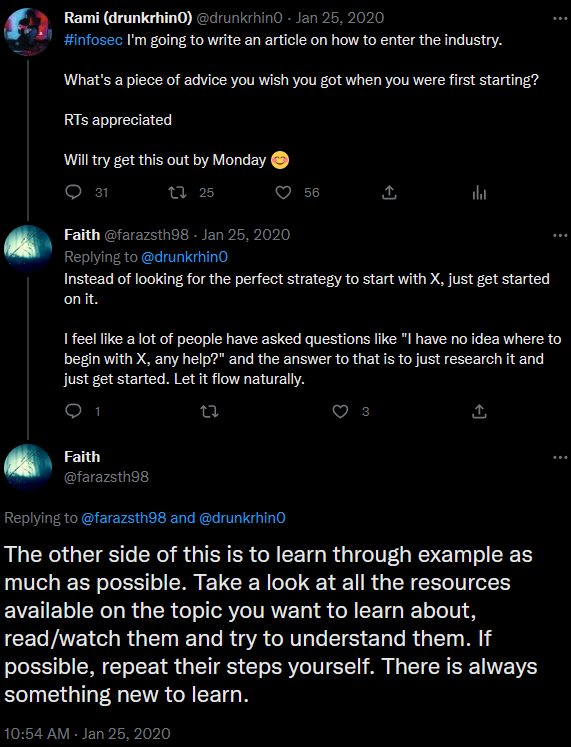 Rami (drunkrhin0) @drunkrhin0 · Jan 25, 2020
#infosec I'm going to write an article on how to enter the industry.
What's a piece of advice you wish you got when you were first starting?
RTs appreciated
Will try get this out by Monday 😊
31 25 56
Faith @farazsth98 · Jan 25, 2020
Replying to @drunkrhin0
Instead of looking for the perfect strategy to start with X, just get started
on it.
I feel like a lot of people have asked questions like "I have no idea where to
begin with X, any help?" and the answer to that is to just research it and
just get started. Let it flow naturally.
1 3
Faith
@farazsth98
Replying to @farazsth98 and @drunkrhin0
The other side of this is to learn through example as
much as possible. Take a look at all the resources
available on the topic you want to learn about,
read/watch them and try to understand them. If
possible, repeat their steps yourself. There is always
something new to learn.
10:54 AM · Jan 25, 2020